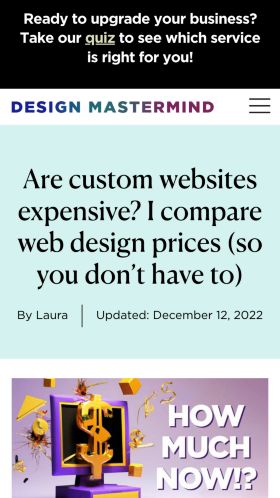 Ready to upgrade your business?
Take our quiz to see which service
is right for you!
DESIGN MASTERMIND
Are custom websites
expensive? I compare
web design prices (so
you don't have to)
By Laura
Updated: December 12, 2022
HOW
MUCH
NOW!?